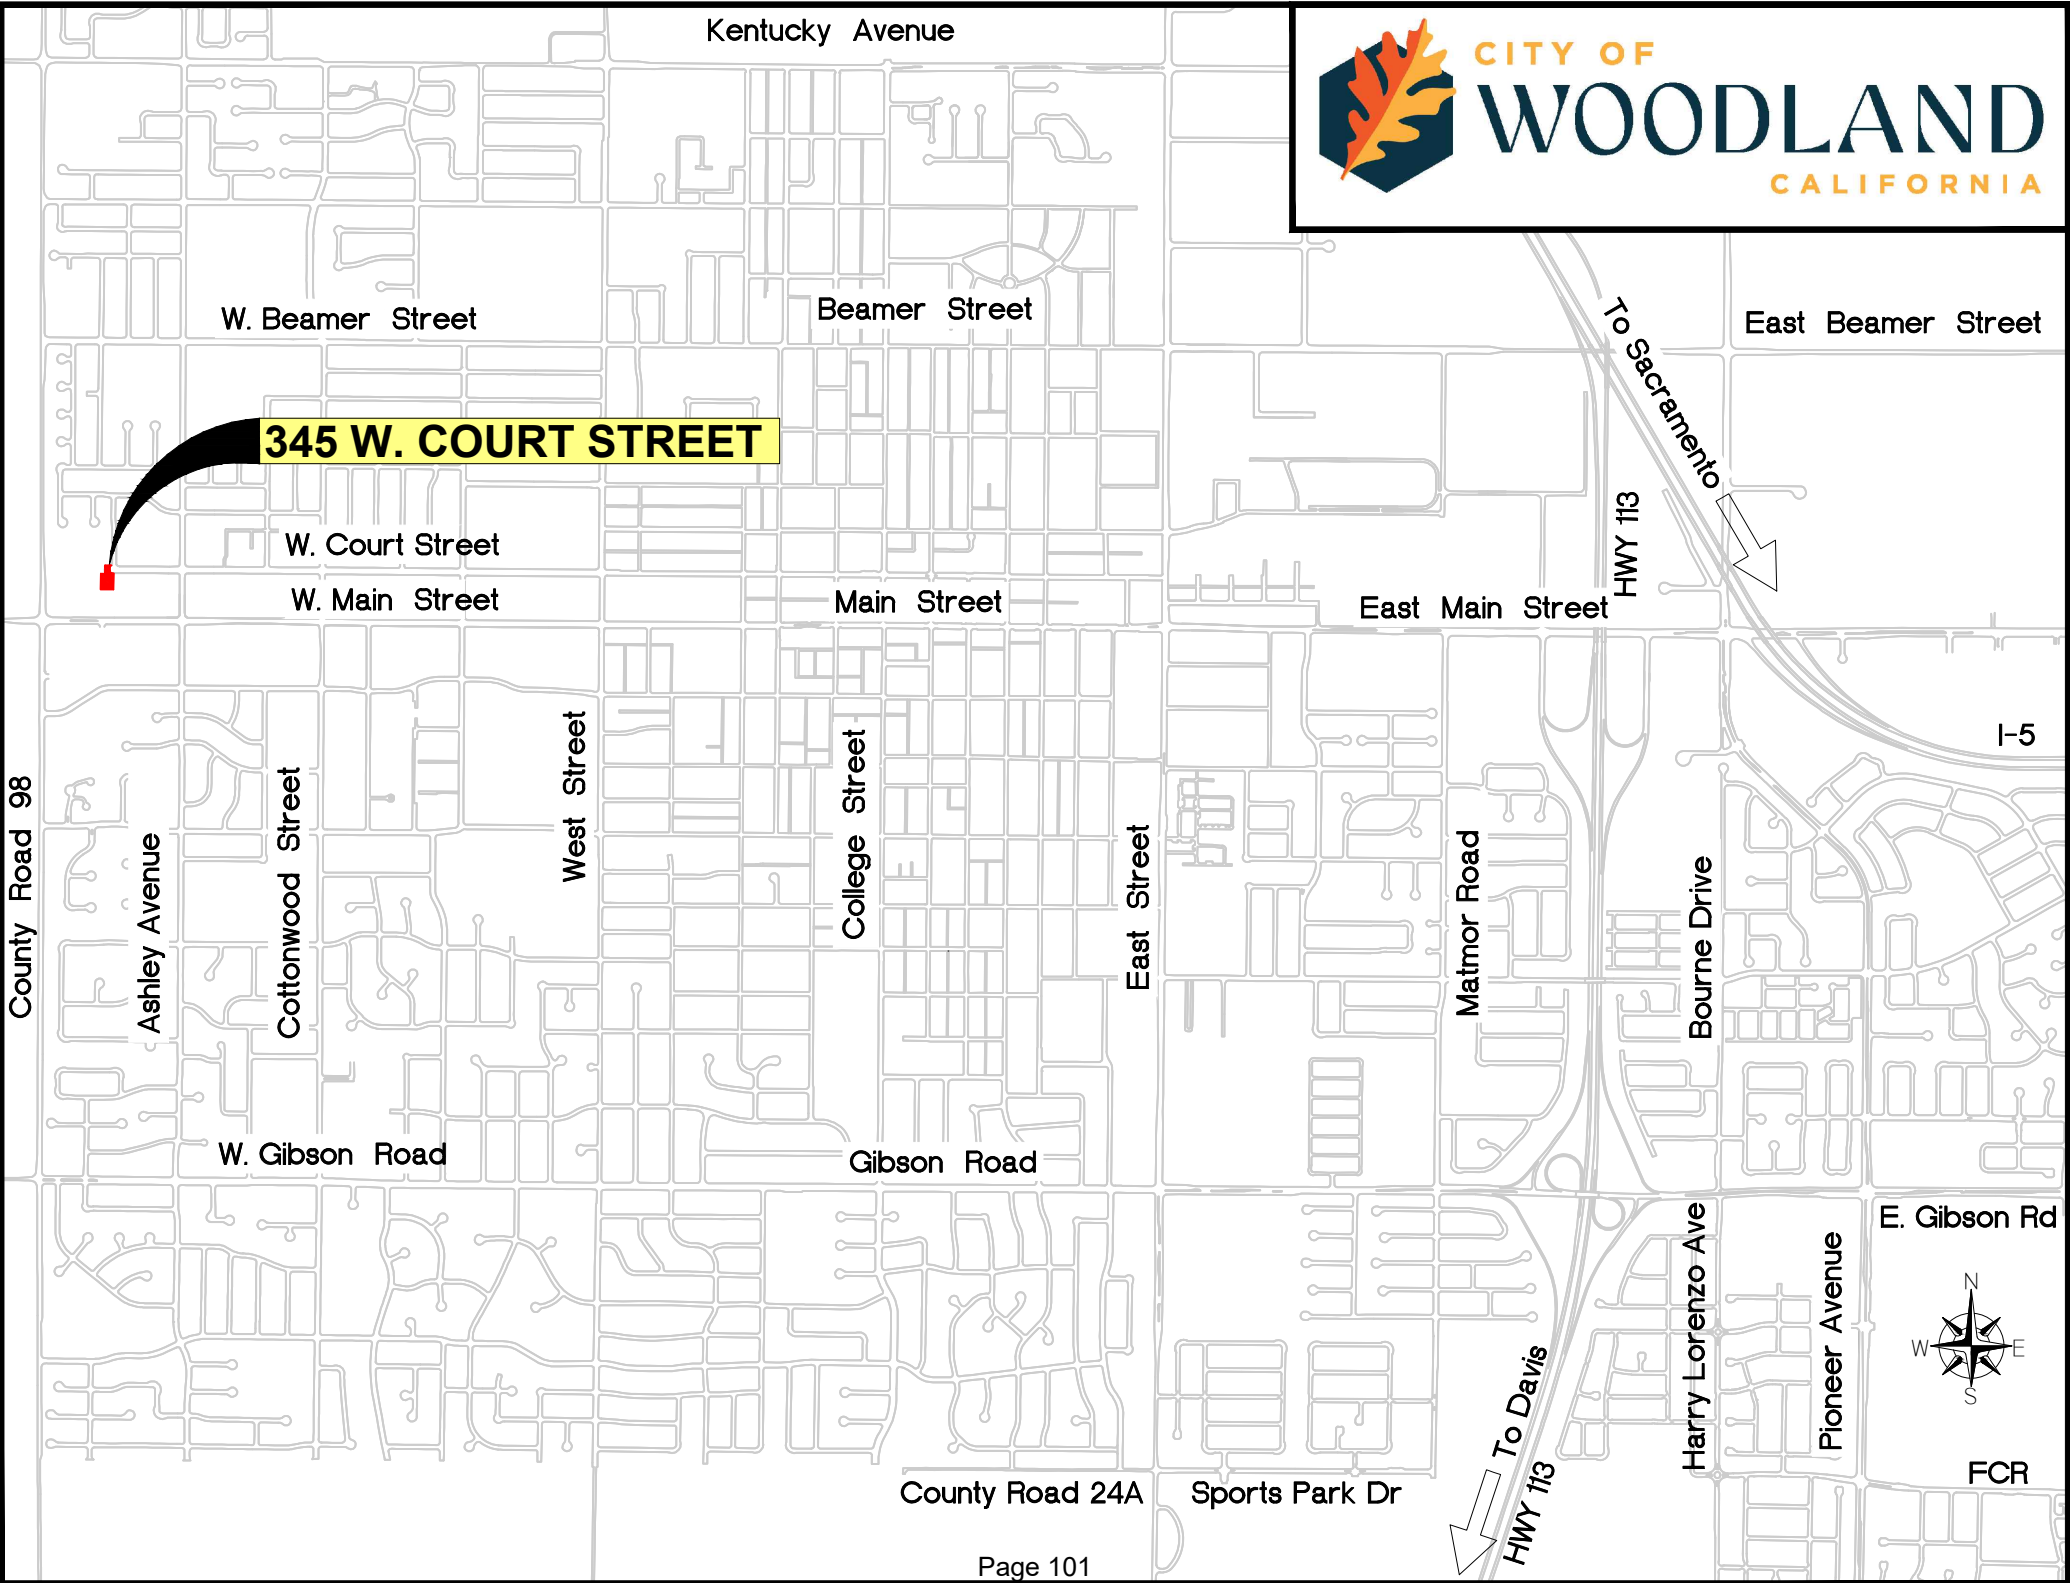 Kentucky Avenue
CITY OF
WOODLAND
CALIFORNIA
W. Beamer Street
Beamer Street
East Beamer Street
To Sacramento
345 W. COURT STREET
HWY 113
W. Court Street
W. Main Street
Main Street
East Main Street
I-5
County Road 98
Ashley Avenue
Cottonwood Street
West Street
College Street
East Street
Matmor Road
Bourne Drive
W. Gibson Road
Gibson Road
E. Gibson Rd
Harry Lorenzo Ave
Pioneer Avenue
N
W
E
S
To Davis
HWY 113
FCR
County Road 24A
Sports Park Dr
Page 101